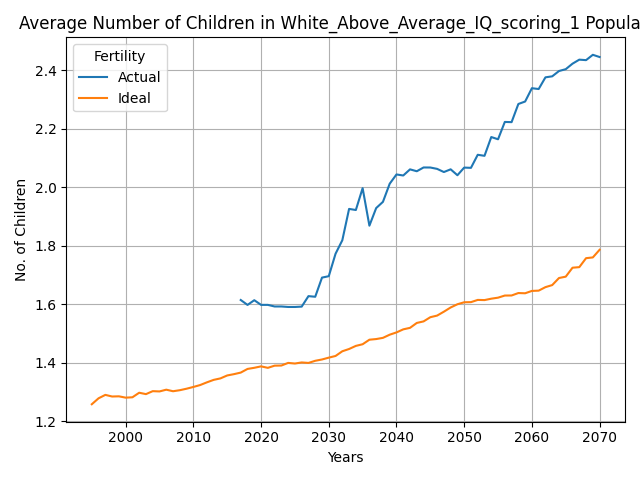 Average Number of Children in White_Above_Average_IQ_scoring_1 Popula
Fertility
Actual
Ideal
No. of Children
2.4
2.2
2.0
1.8
1.6
1.4
1.2
2000 2010 2020 2030 2040 2050 2060 2070
Years